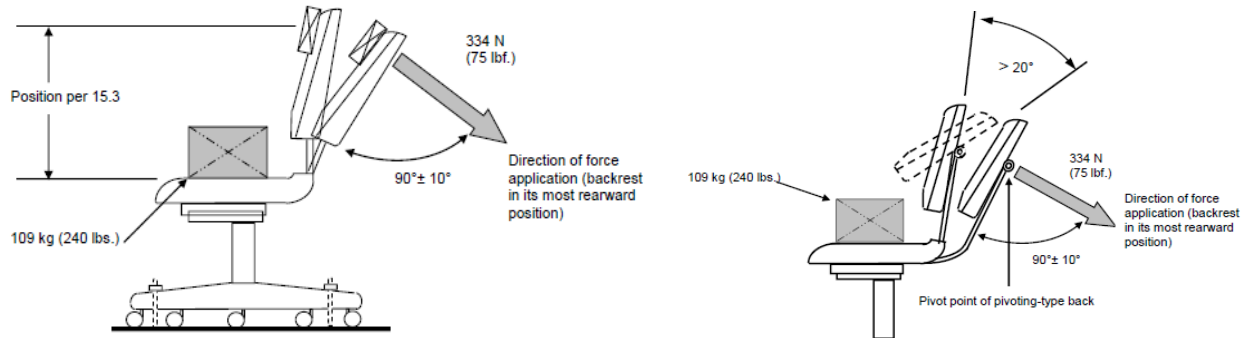 334 N
(75 lbf.)
Position per 15.3
90°± 10°
Direction of force
application (backrest
in its most rearward
position)
109 kg (240 lbs.)
> 20°
109 kg (240 lbs.)
334 N
(75 lbf.)
Direction of force
application (backrest
in its most rearward
position)
90°± 10°
Pivot point of pivoting-type back